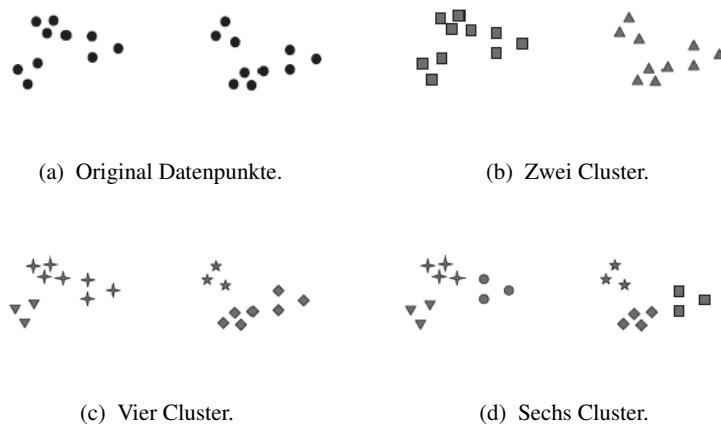 (a) Original Datenpunkte.
(b) Zwei Cluster.
(c) Vier Cluster.
(d) Sechs Cluster.